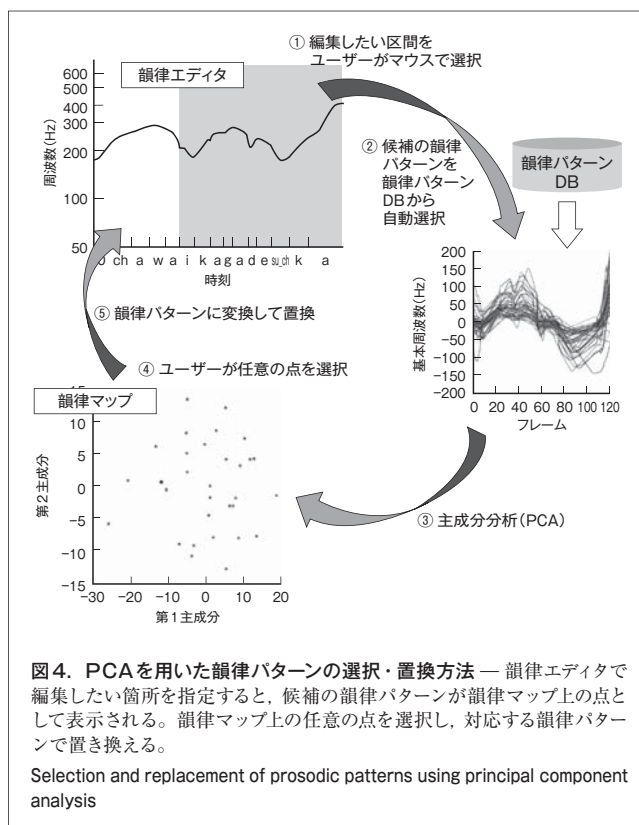 ① 編集したい区間を
ユーザーがマウスで選択
韻律エディタ
600
500
400
300
200
100
50
周波数(Hz)
o ch a w a i k a g a d e su_ch k a
時刻
② 候補の韻律
パターンを
韻律パターン
DBから
自動選択
韻律パターン
DB
200
150
100
50
0
-50
-100
-150
-200
基本周波数(Hz)
0 20 40 60 80 100 120
フレーム
⑤ 韻律パターンに変換して置換
④ ユーザーが任意の点を選択
韻律マップ
15
10
5
0
-5
-10
-15
第2主成分
-30 -20 -10 0 10 20
第1主成分
③ 主成分分析(PCA)
図4. PCAを用いた韻律パターンの選択・置換方法 — 韻律エディタで
編集したい箇所を指定すると, 候補の韻律パターンが韻律マップ上の点と
して表示される。韻律マップ上の任意の点を選択し, 対応する韻律パター
ンで置き換える。
Selection and replacement of prosodic patterns using principal component
analysis